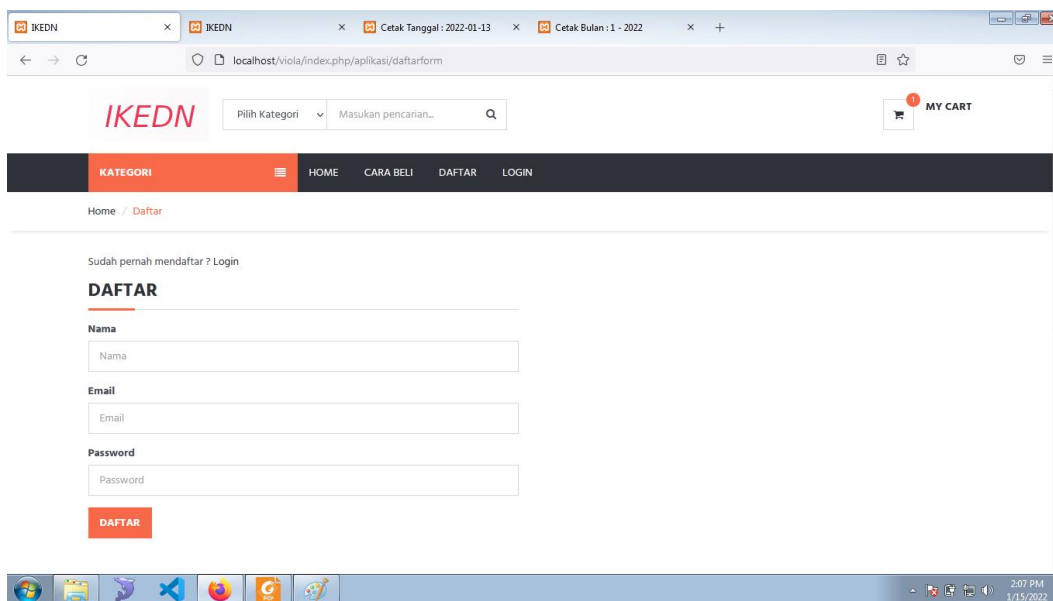 IKEDN
IKEDN
Cetak Tanggal : 2022-01-13
Cetak Bulan : 1 - 2022
localhost/viola/index.php/aplikasi/daftarform
IKEDN
Pilih Kategori
Masukan pencarian...
1
MY CART
KATEGORI
HOME
CARA BELI
DAFTAR
LOGIN
Home / Daftar
Sudah pernah mendaftar ? Login
DAFTAR
Nama
Nama
Email
Email
Password
Password
DAFTAR
PDF
2:07 PM
1/15/2022